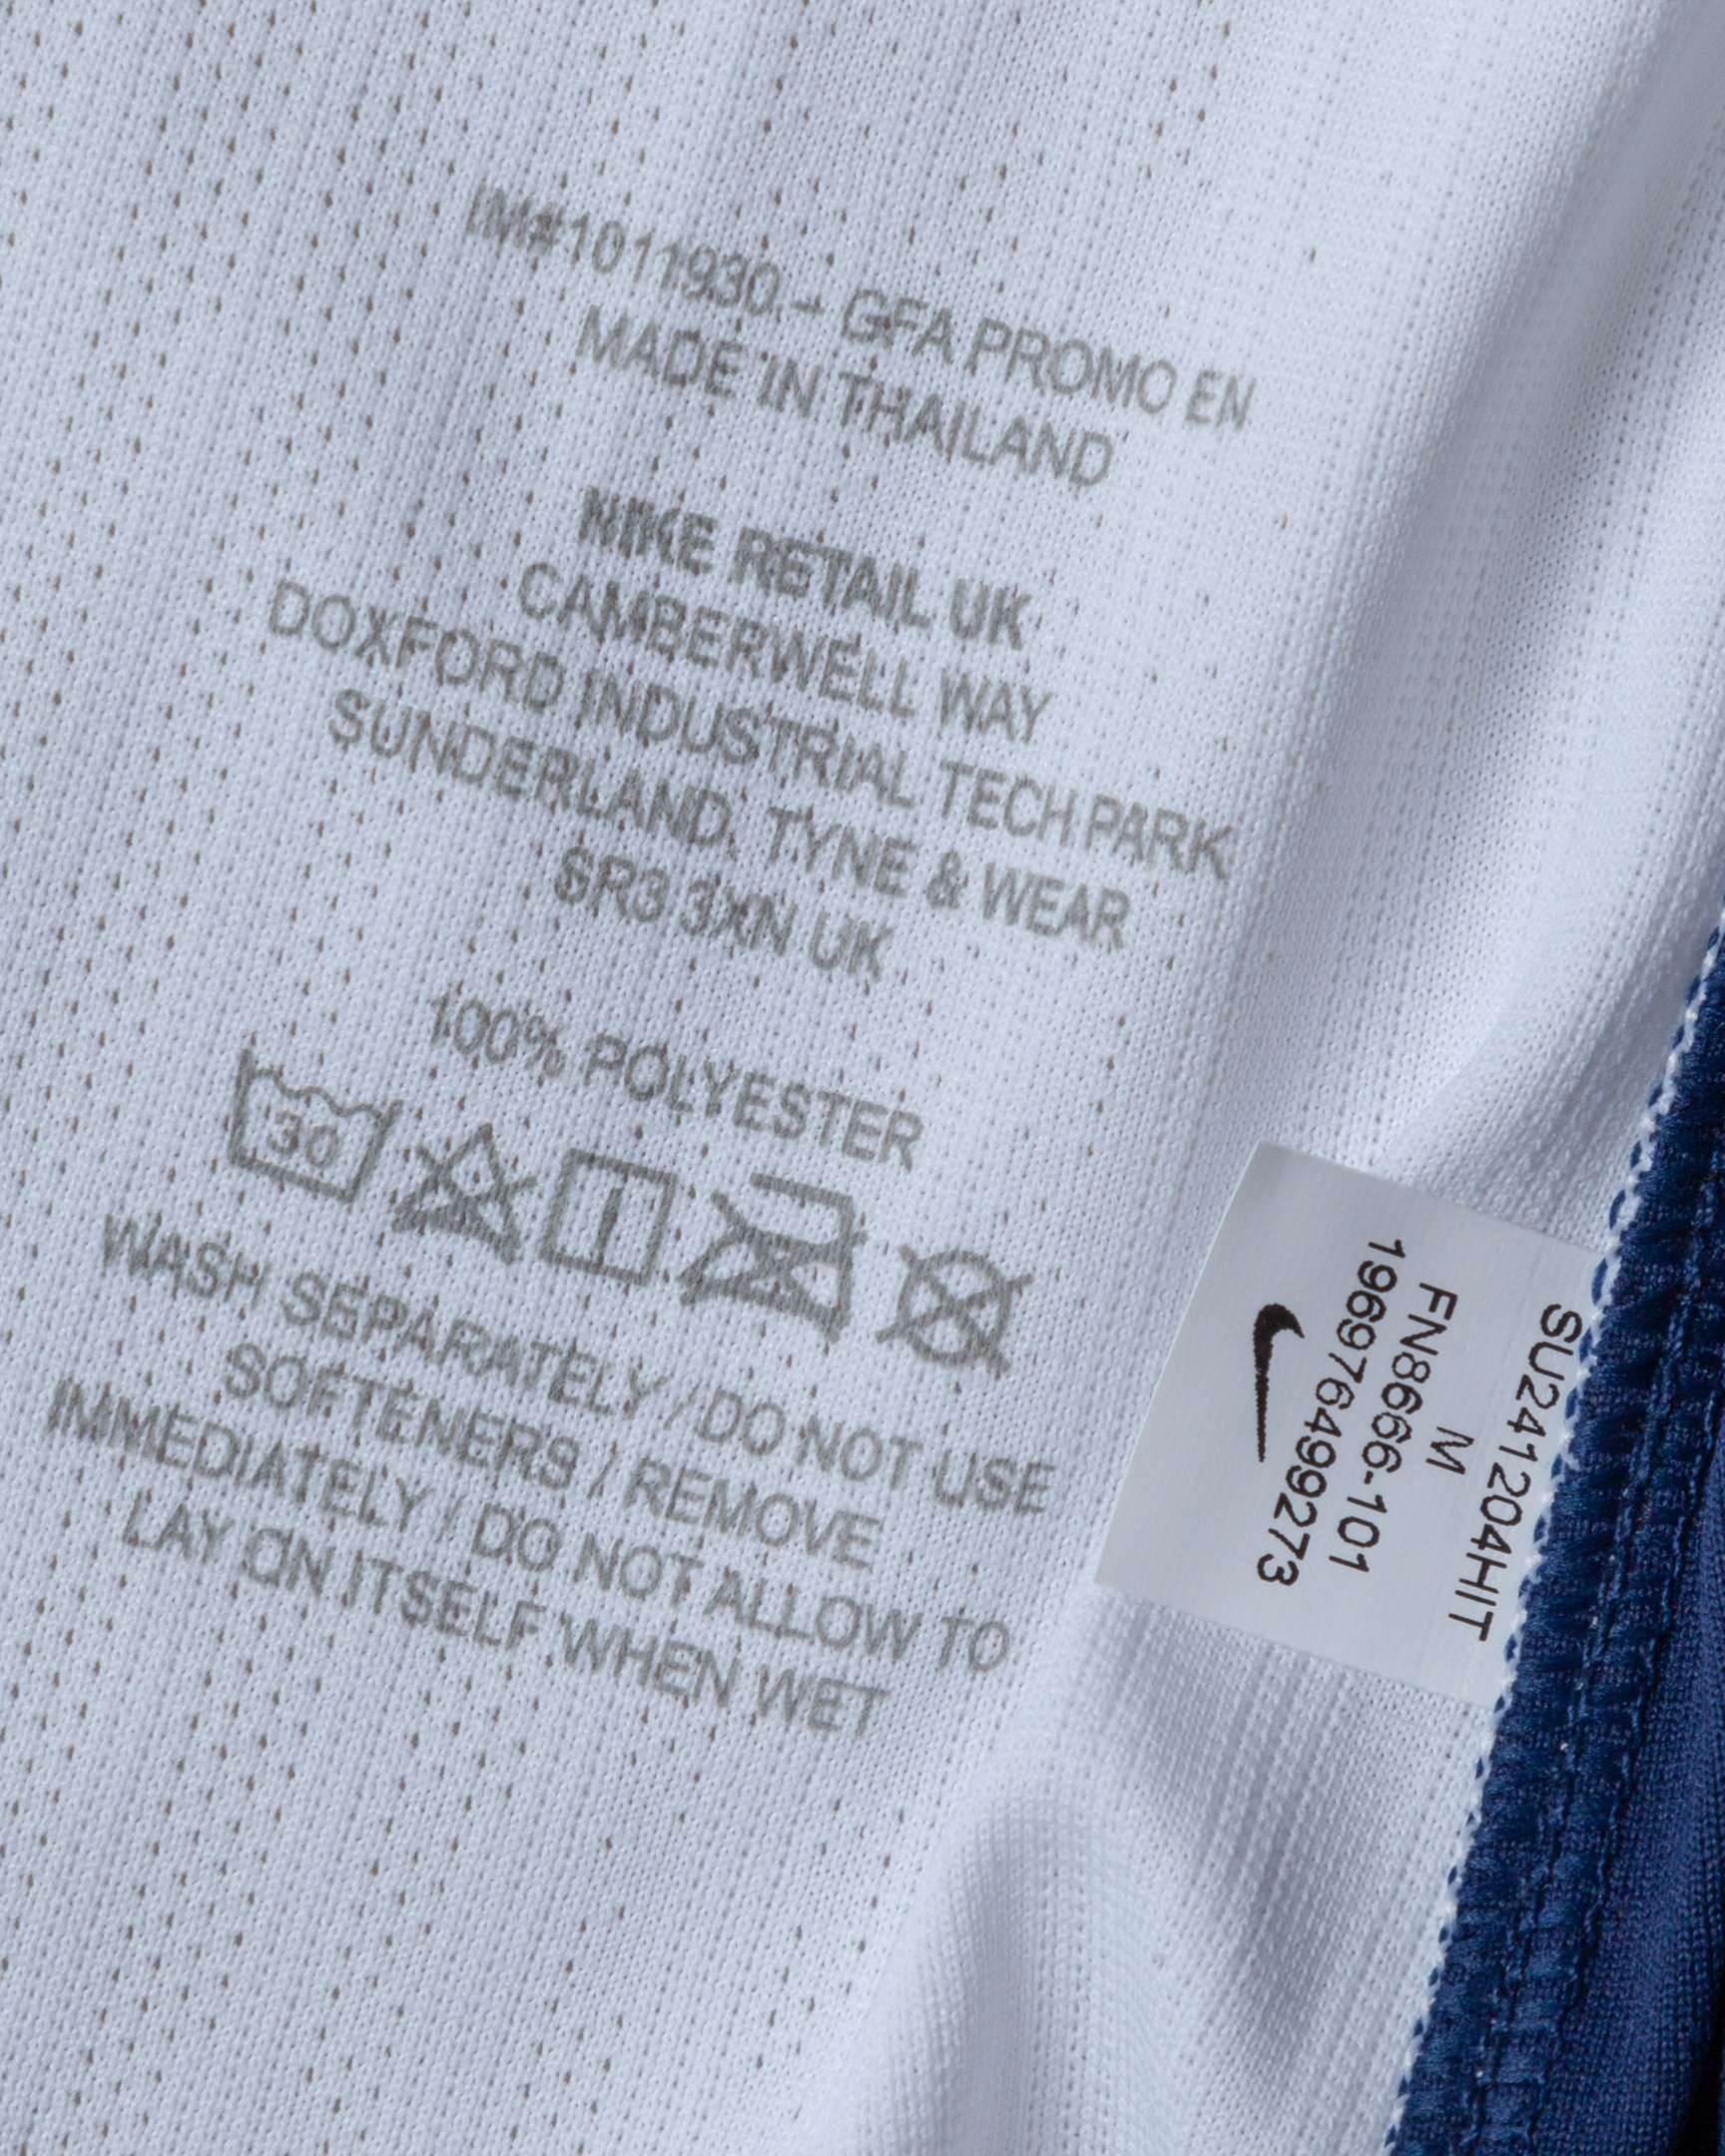 IM#1011930 - GFA PROMO EN
MADE IN THAILAND
NIKE RETAIL UK
CAMBERWELL WAY
DOXFORD INDUSTRIAL TECH PARK
SUNDERLAND, TYNE & WEAR
SR3 3XN UK
100% POLYESTER
30
WASH SEPARATELY / DO NOT USE
SOFTENERS / REMOVE
IMMEDIATELY / DO NOT ALLOW TO
LAY ON ITSELF WHEN WET
SU241204HIT
M
FN8666-101
196976499273